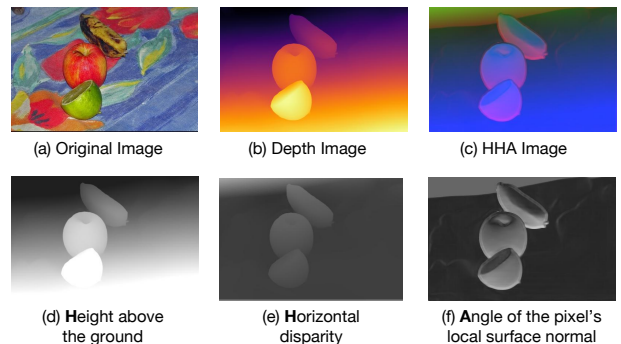 (a) Original Image
(b) Depth Image
(c) HHA Image
(d) Height above
the ground
(e) Horizontal
disparity
(f) Angle of the pixel's
local surface normal